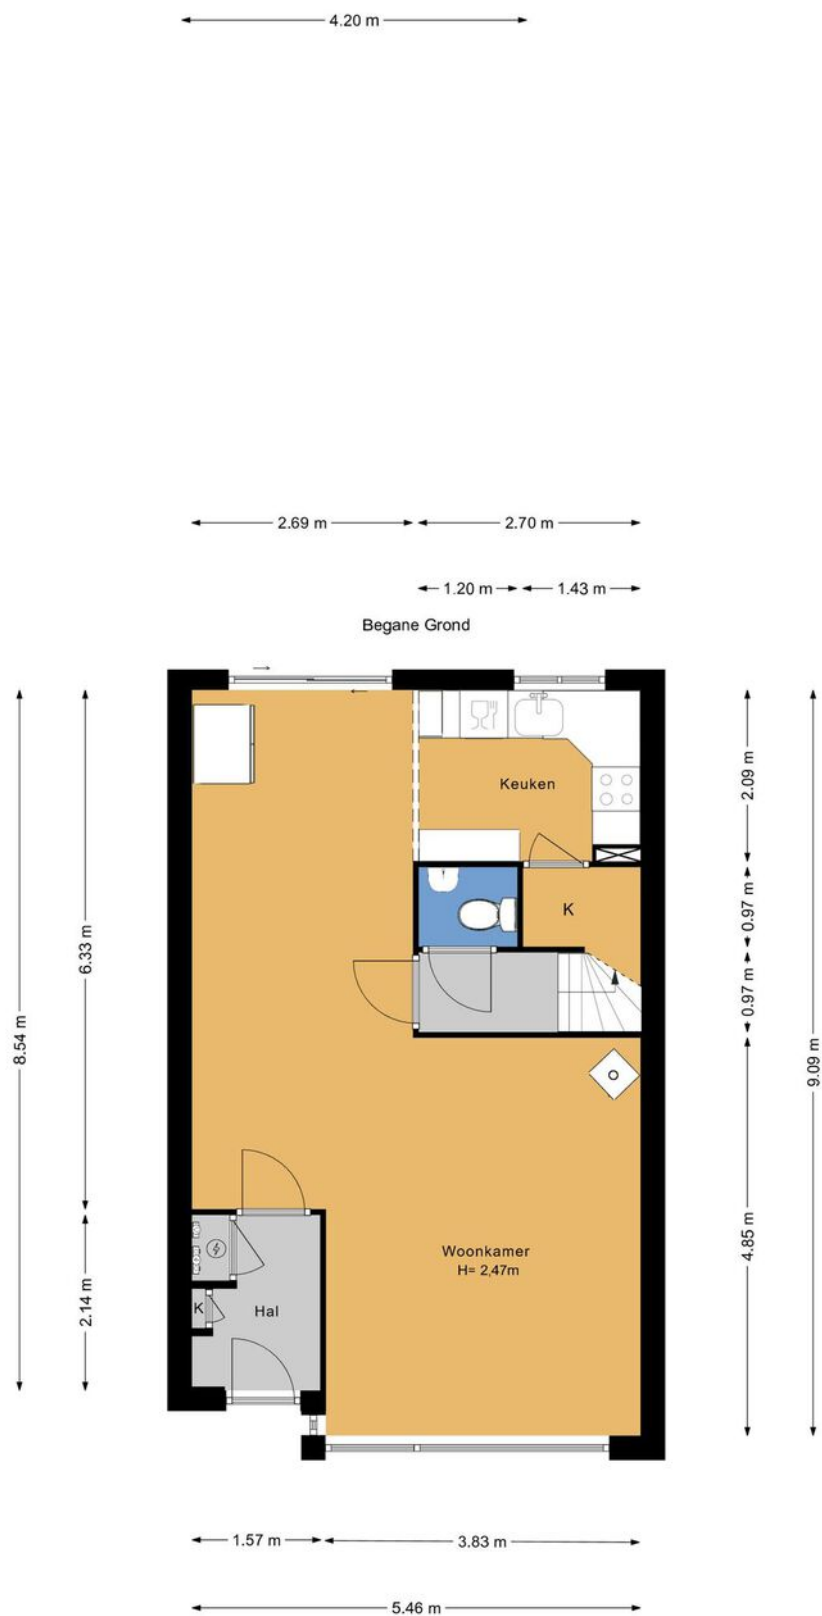 4.20 m
2.69 m
2.70 m
1.20 m
1.43 m
Begane Grond
Keuken
2.09 m
K
0.97 m
6.33 m
0.97 m
8.54 m
9.09 m
Woonkamer
H= 2,47m
4.85 m
2.14 m
K
Hal
1.57 m
3.83 m
5.46 m